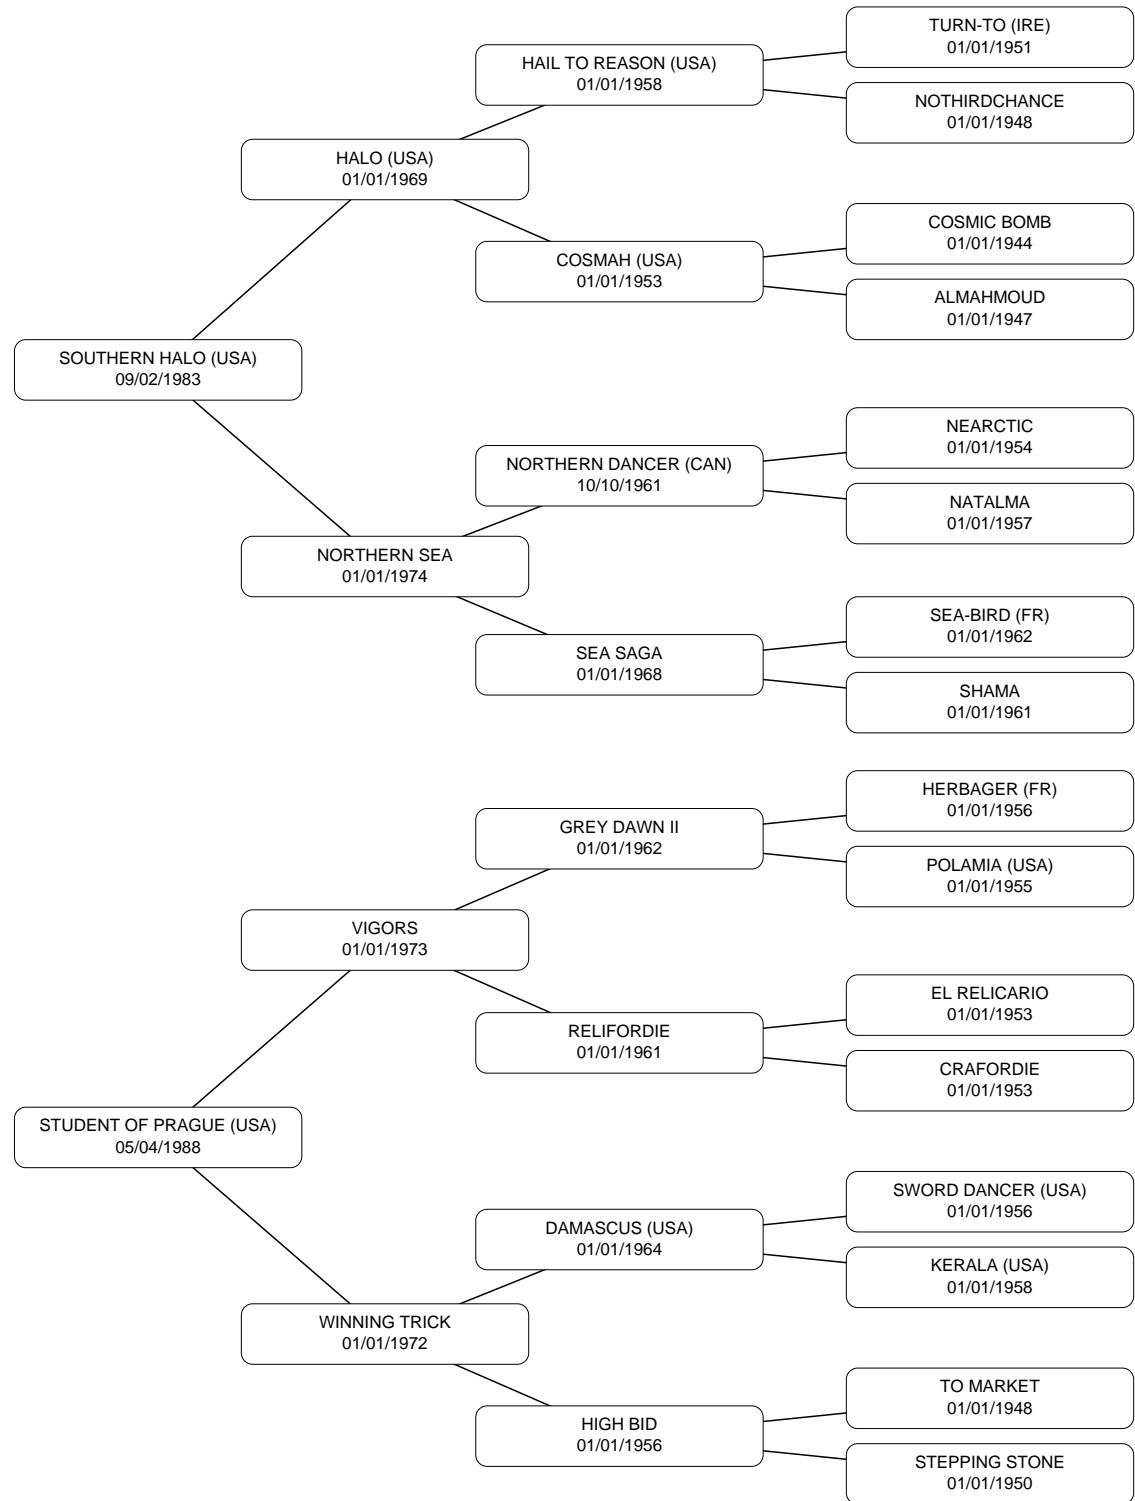 TURN-TO (IRE)
01/01/1951
HAIL TO REASON (USA)
01/01/1958
NOTHIRDCHANCE
01/01/1948
HALO (USA)
01/01/1969
COSMIC BOMB
01/01/1944
COSMAH (USA)
01/01/1953
ALMAHMOUD
01/01/1947
SOUTHERN HALO (USA)
09/02/1983
NEARCTIC
01/01/1954
NORTHERN DANCER (CAN)
10/10/1961
NATALMA
01/01/1957
NORTHERN SEA
01/01/1974
SEA-BIRD (FR)
01/01/1962
SEA SAGA
01/01/1968
SHAMA
01/01/1961
HERBAGER (FR)
01/01/1956
GREY DAWN II
01/01/1962
POLAMIA (USA)
01/01/1955
VIGORS
01/01/1973
EL RELICARIO
01/01/1953
RELIFORDIE
01/01/1961
CRAFORDIE
01/01/1953
STUDENT OF PRAGUE (USA)
05/04/1988
SWORD DANCER (USA)
01/01/1956
DAMASCUS (USA)
01/01/1964
KERALA (USA)
01/01/1958
WINNING TRICK
01/01/1972
TO MARKET
01/01/1948
HIGH BID
01/01/1956
STEPPING STONE
01/01/1950